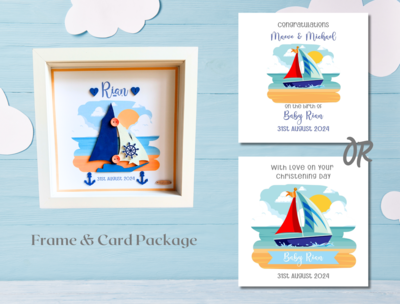 Rian
31 AUGUST 2024
Frame & Card Package
Congratulations
Maeve & Michael
on the birth of
Baby Rian
31st August 2024
OR
With Love on your
Christening Day
Baby Rian
31st August 2024